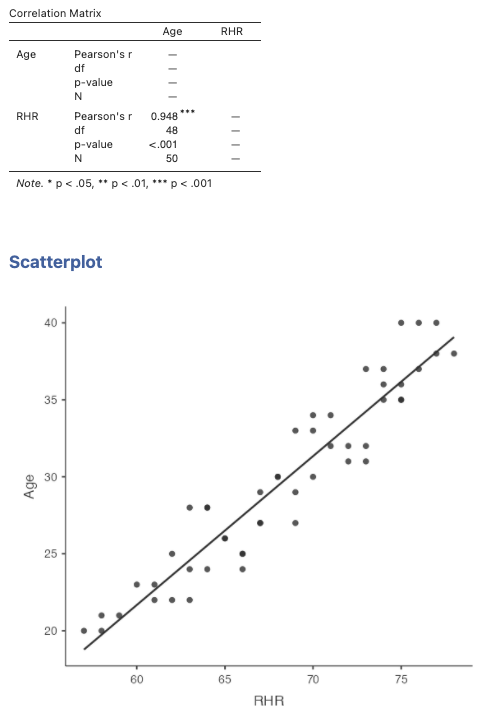 Correlation Matrix
Age RHR
Age Pearson's r —
df —
p-value —
N —
RHR Pearson's r 0.948 *** —
df 48 —
p-value <.001 —
N 50 —
Note. * p < .05, ** p < .01, *** p < .001
Scatterplot
40
35
30
Age
25
20
60 65 70 75
RHR